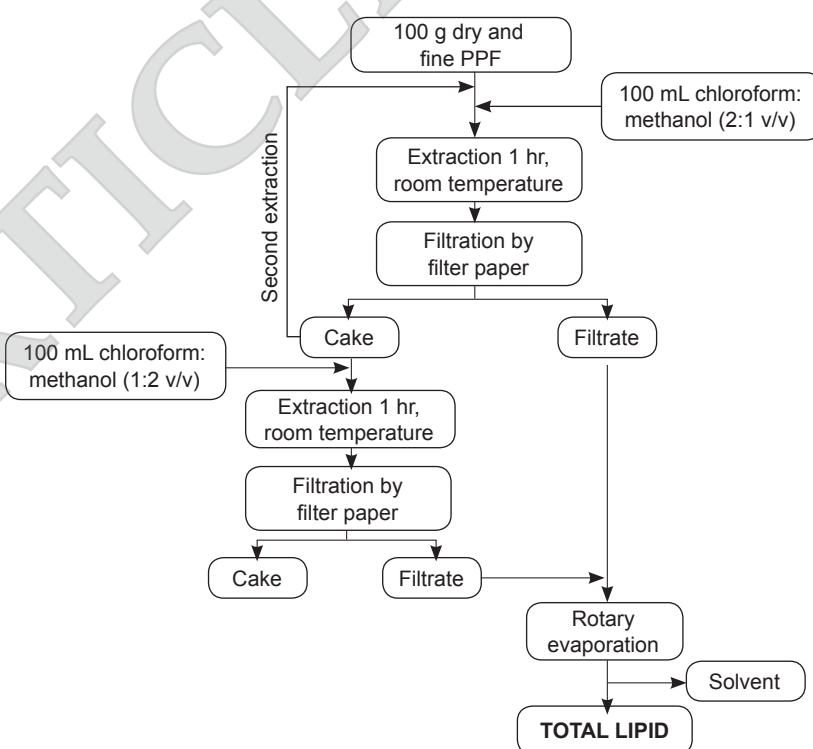 100 g dry and
fine PPF
100 mL chloroform:
methanol (2:1 v/v)
Extraction 1 hr,
room temperature
Second extraction
Filtration by
filter paper
Cake
Filtrate
100 mL chloroform:
methanol (1:2 v/v)
Extraction 1 hr,
room temperature
Filtration by
filter paper
Cake
Filtrate
Rotary
evaporation
Solvent
TOTAL LIPID